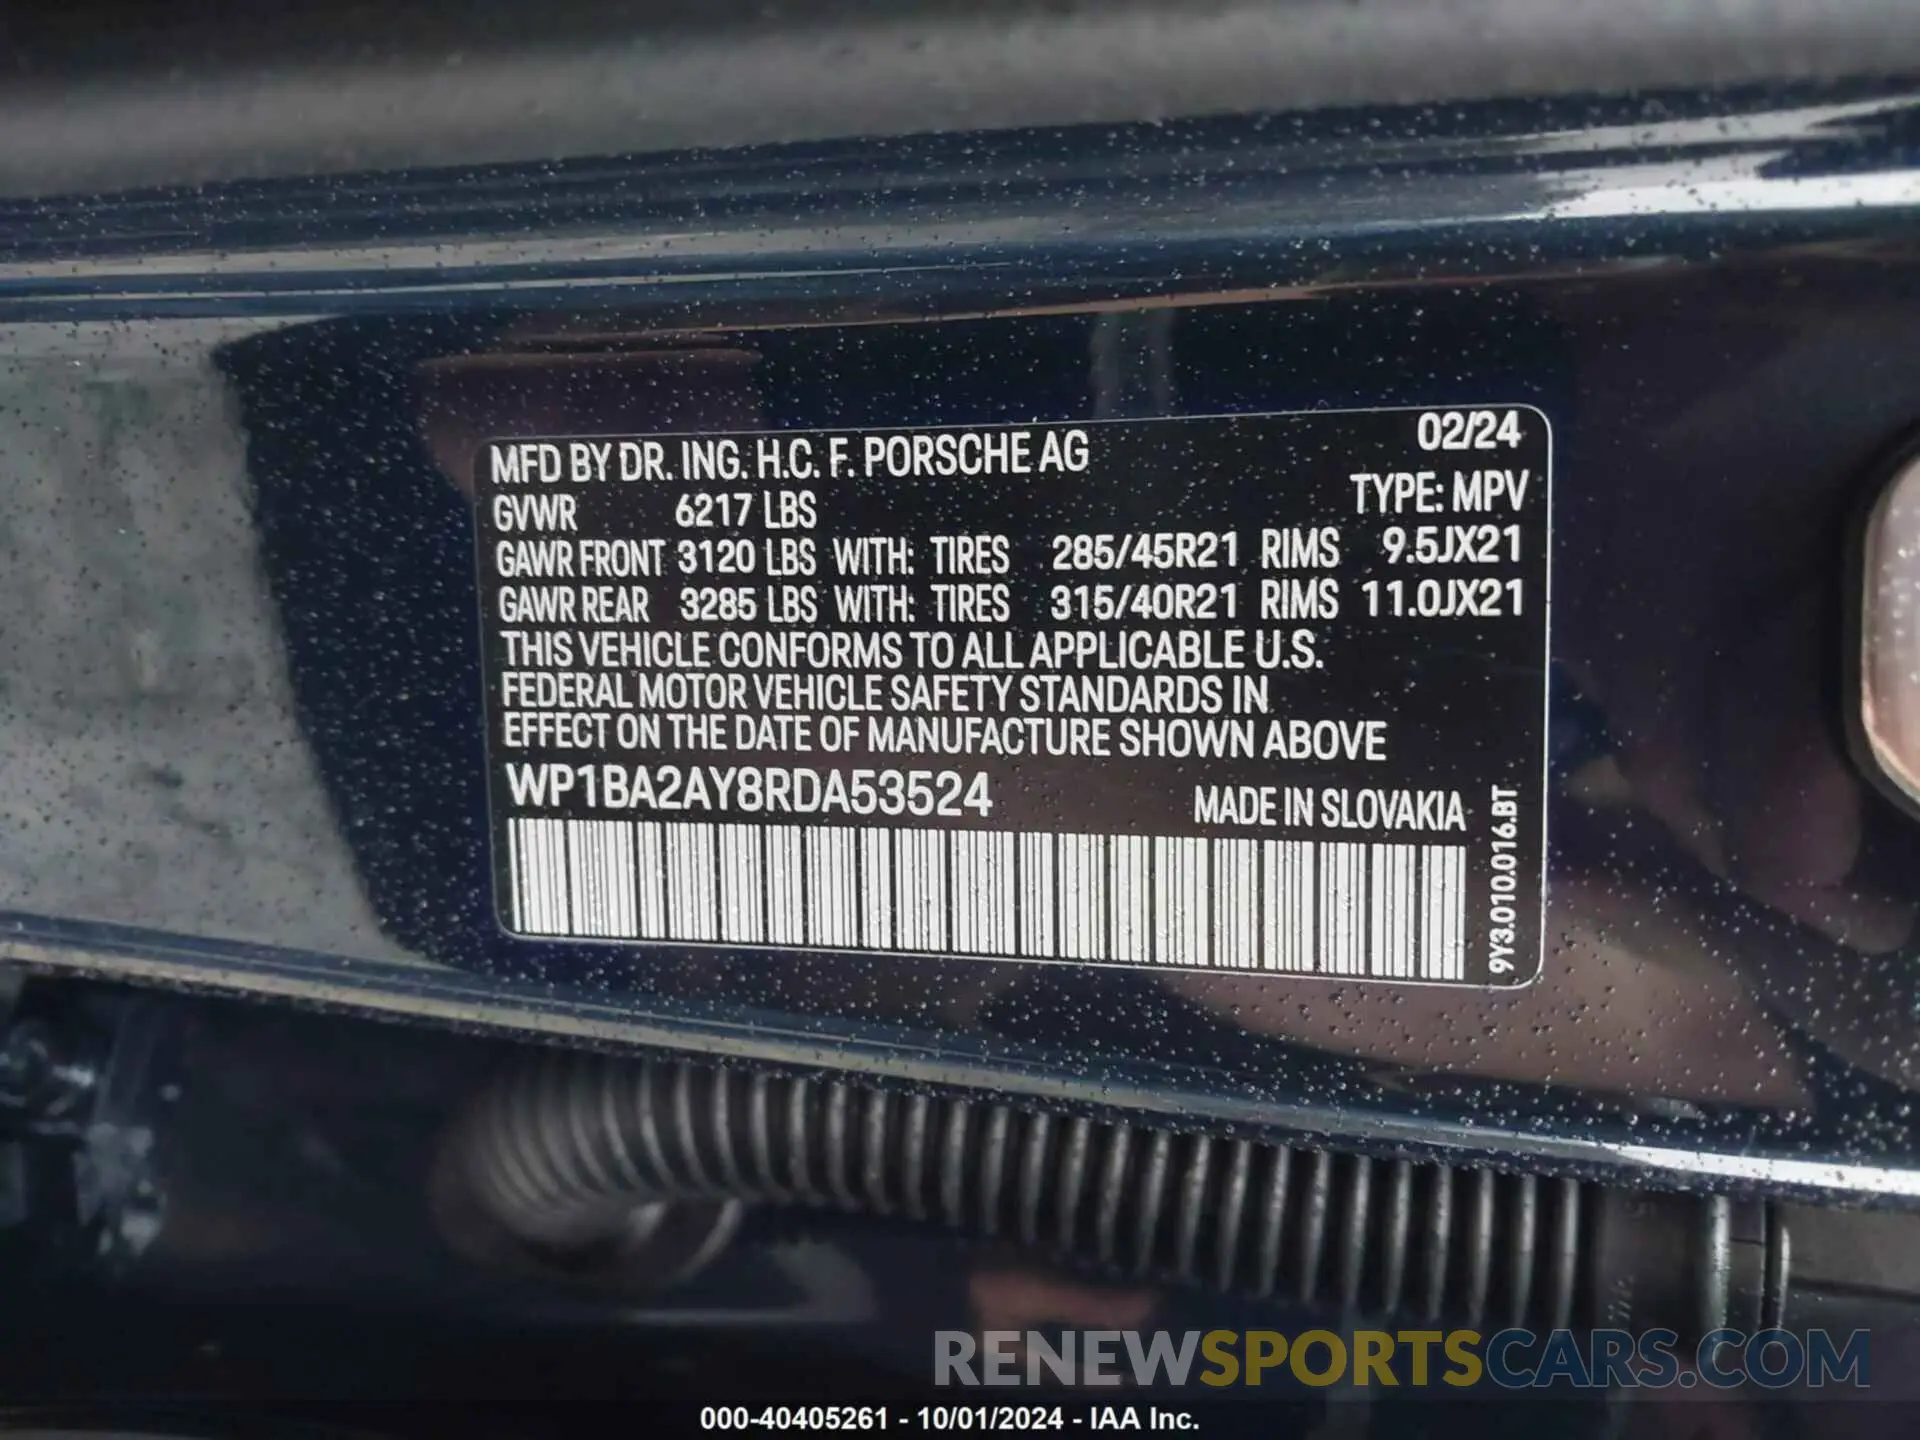 MFD BY DR. ING. H.C. F. PORSCHE AG 02/24
GVWR 6217 LBS TYPE: MPV
GAWR FRONT 3120 LBS WITH: TIRES 285/45R21 RIMS 9.5JX21
GAWR REAR 3285 LBS WITH: TIRES 315/40R21 RIMS 11.0JX21
THIS VEHICLE CONFORMS TO ALL APPLICABLE U.S.
FEDERAL MOTOR VEHICLE SAFETY STANDARDS IN
EFFECT ON THE DATE OF MANUFACTURE SHOWN ABOVE
WP1BA2AY8RDA53524 MADE IN SLOVAKIA
9Y3.010.016.BT
RENEWSPORTSCARS.COM
000-40405261 - 10/01/2024 - IAA Inc.